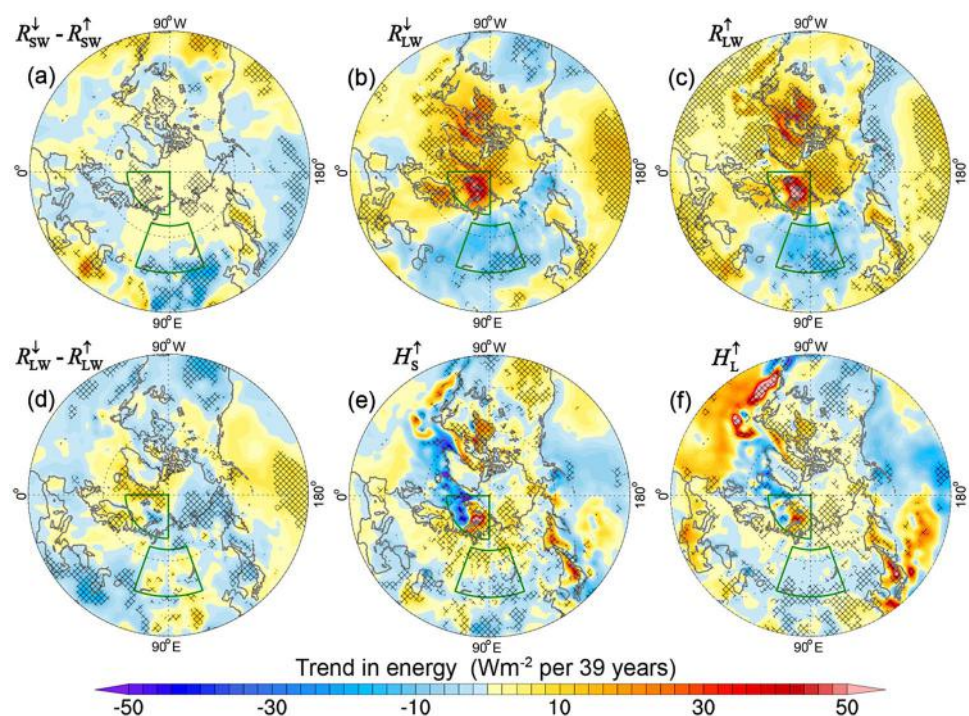 90°W 90°W 90°W
R↓SW - R↑SW R↓LW R↑LW
(a) (b) (c)
0° 180° 0° 180° 0° 180°
90°E 90°E 90°E
R↓LW - R↑LW H↑S H↑L
90°W 90°W 90°W
(d) (e) (f)
0° 180° 0° 180° 0° 180°
90°E 90°E 90°E
Trend in energy (Wm-2 per 39 years)
-50 -30 -10 10 30 50